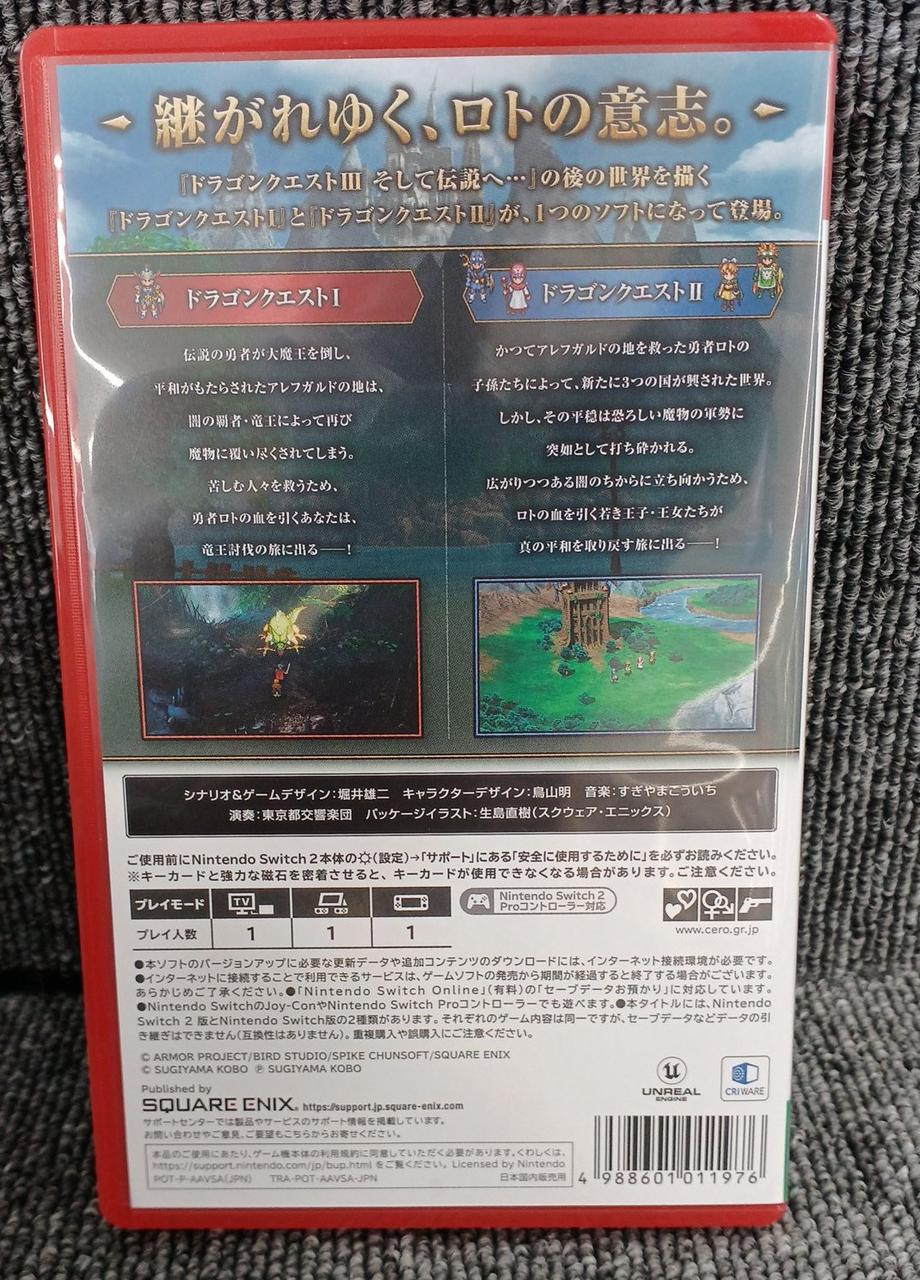 継がれゆく、ロトの意志。
『ドラゴンクエストIII そして伝説へ…』の後の世界を描く
『ドラゴンクエストI』と『ドラゴンクエストII』が、1つのソフトになって登場。
ドラゴンクエストI
伝説の勇者が大魔王を倒し、
平和がもたらされたアレフガルドの地は、
闇の覇者・竜王によって再び
魔物に覆い尽くされてしまう。
苦しむ人々を救うため、
勇者ロトの血を引くあなたは、
竜王討伐の旅に出る——!
ドラゴンクエストII
かつてアレフガルドの地を救った勇者ロトの
子孫たちによって、新たに3つの国が興された世界。
しかし、その平穏は恐ろしい魔物の軍勢に
突如として打ち砕かれる。
広がりつつある闇のちからに立ち向かうため、
ロトの血を引く若き王子・王女たちが
真の平和を取り戻す旅に出る——!
シナリオ&ゲームデザイン:堀井雄二 キャラクターデザイン:鳥山明 音楽:すぎやまこういち
演奏:東京都交響楽団 パッケージイラスト:生島直樹(スクウェア・エニックス)
ご使用前にNintendo Switch 2本体の(設定)→「サポート」にある「安全に使用するために」を必ずお読みください。
※キーカードと強力な磁石を密着させると、キーカードが使用できなくなる場合があります。ご注意ください。
プレイモード TV
プレイ人数 1 1 1
Nintendo Switch 2
Proコントローラー対応
www.cero.gr.jp
●本ソフトのバージョンアップに必要な更新データや追加コンテンツのダウンロードには、インターネット接続環境が必要です。
●インターネットに接続することで利用できるサービスは、ゲームソフトの発売から期間が経過すると終了する場合がございます。
あらかじめご了承ください。●「Nintendo Switch Online」(有料)の「セーブデータお預かり」に対応しています。
●Nintendo SwitchのJoy-ConやNintendo Switch Proコントローラーでも遊べます。●本タイトルには、Nintendo
Switch 2 版とNintendo Switch版の2種類があります。それぞれのゲーム内容は同一ですが、セーブデータなどデータの引
き継ぎはできません(互換性はありません)。重複購入や誤購入にご注意ください。
© ARMOR PROJECT/BIRD STUDIO/SPIKE CHUNSOFT/SQUARE ENIX
© SUGIYAMA KOBO ℗ SUGIYAMA KOBO
Published by
SQUARE ENIX. https://support.jp.square-enix.com
サポートセンターでは製品やサービスのサポート情報を掲載しています。
お問い合わせやご意見、ご要望もこちらからお寄せください。
UNREAL
ENGINE
CRIWARE
本品のご使用にあたり、ゲーム機本体の利用規約に同意していただく必要があります。くわしくは、
https://support.nintendo.com/jp/bup.html をご覧ください。Licensed by Nintendo
POT-P-AAVSA(JPN) TRA-POT-AAVSA-JPN 日本国内販売用
4 988601 011976